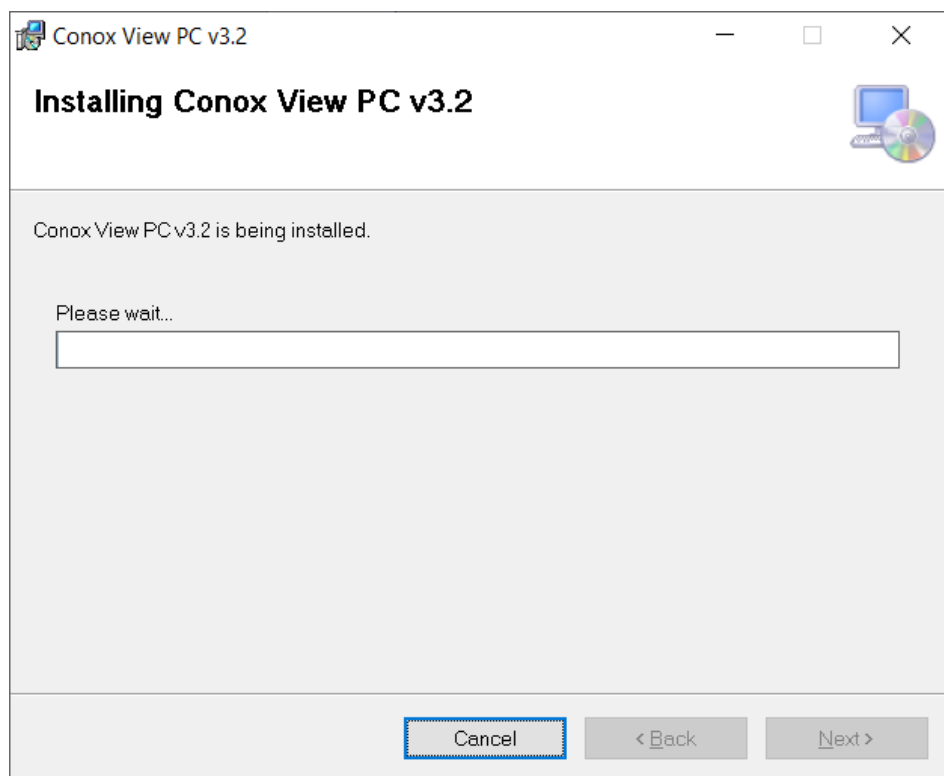 Conox View PC v3.2
Installing Conox View PC v3.2
Conox View PC v3.2 is being installed.
Please wait...
Cancel
< Back
Next >